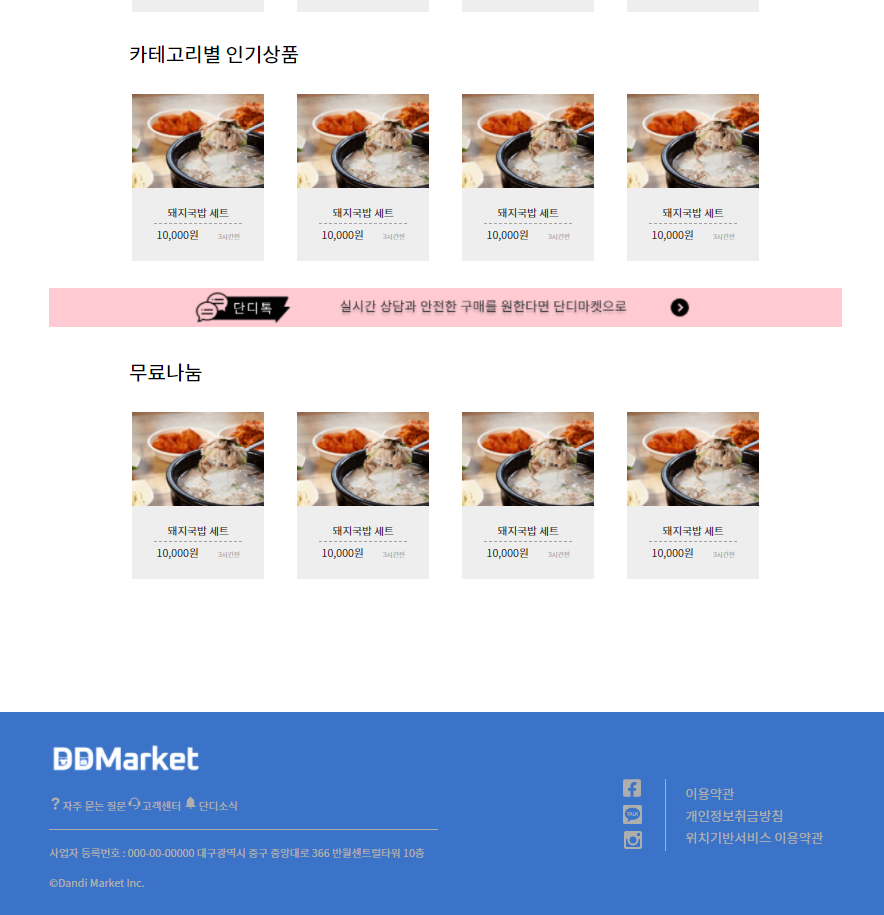 카테고리별 인기상품
돼지국밥 세트 돼지국밥 세트 돼지국밥 세트 돼지국밥 세트
10,000원 3시간전 10,000원 3시간전 10,000원 3시간전 10,000원 3시간전
단디톡 실시간 상담과 안전한 구매를 원한다면 단디마켓으로
무료나눔
돼지국밥 세트 돼지국밥 세트 돼지국밥 세트 돼지국밥 세트
10,000원 3시간전 10,000원 3시간전 10,000원 3시간전 10,000원 3시간전
DDMarket
? 자주 묻는 질문 고객센터 단디소식
사업자 등록번호 : 000-00-00000 대구광역시 중구 중앙대로 366 반월센트럴타워 10층
©Dandi Market Inc.
TALK
이용약관
개인정보취급방침
위치기반서비스 이용약관